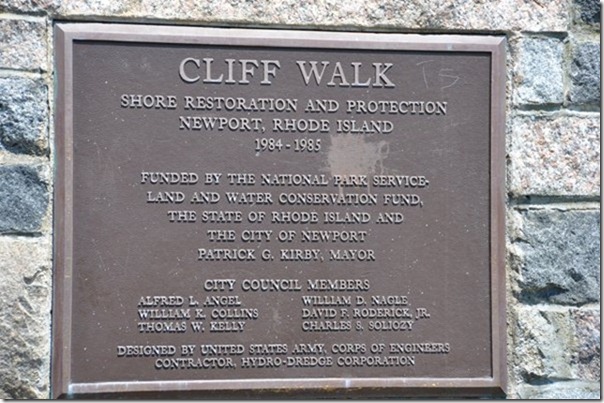 CLIFF WALK
TS
SHORE RESTORATION AND PROTECTION
NEWPORT, RHODE ISLAND
1984-1985
FUNDED BY THE NATIONAL PARK SERVICE-
LAND AND WATER CONSERVATION FUND,
THE STATE OF RHODE ISLAND AND
THE CITY OF NEWPORT
PATRICK G. KIRBY, MAYOR
CITY COUNCIL MEMBERS
ALFRED L. ANGEL WILLIAM D. NAGLE
WILLIAM K. COLLINS DAVID F. RODERICK, JR.
THOMAS W. KELLY CHARLES S. SOLIOZY
DESIGNED BY UNITED STATES ARMY, CORPS OF ENGINEERS
CONTRACTOR, HYDRO-DREDGE CORPORATION